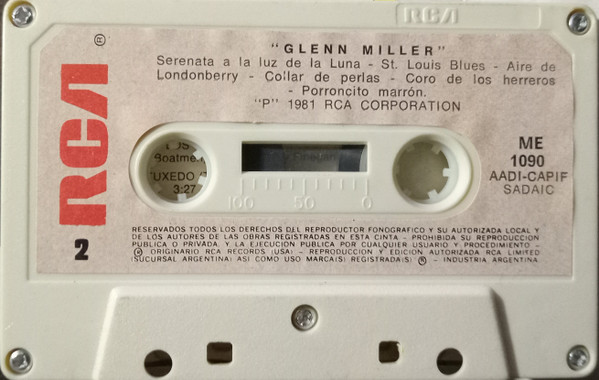 RCA
"GLENN MILLER"
Serenata a la luz de la Luna - St. Louis Blues - Aire de
Londonberry - Collar de perlas - Coro de los herreros
- Porroncito marrón.
"P" 1981 RCA CORPORATION
RCA ®
Boatme
UXEDO
3:27
100 50 0
ME
1090
AADI-CAPIF
SADAIC
2
RESERVADOS TODOS LOS DERECHOS DEL REPRODUCTOR FONOGRAFICO Y SU AUTORIZADA LOCAL Y
DE LOS AUTORES DE LAS OBRAS REGISTRADAS EN ESTA CINTA - PROHIBIDA SU REPRODUCCION
PUBLICA O PRIVADA, Y LA EJECUCION PUBLICA POR CUALQUIER USUARIO Y PROCEDIMIENTO -
℗ ORIGINARIO RCA RECORDS (USA) - REPRODUCCION Y EDICION AUTORIZADA RCA LIMITED
(SUCURSAL ARGENTINA) ASI COMO USO MARCA(S) REGISTRADA(S) ® - INDUSTRIA ARGENTINA